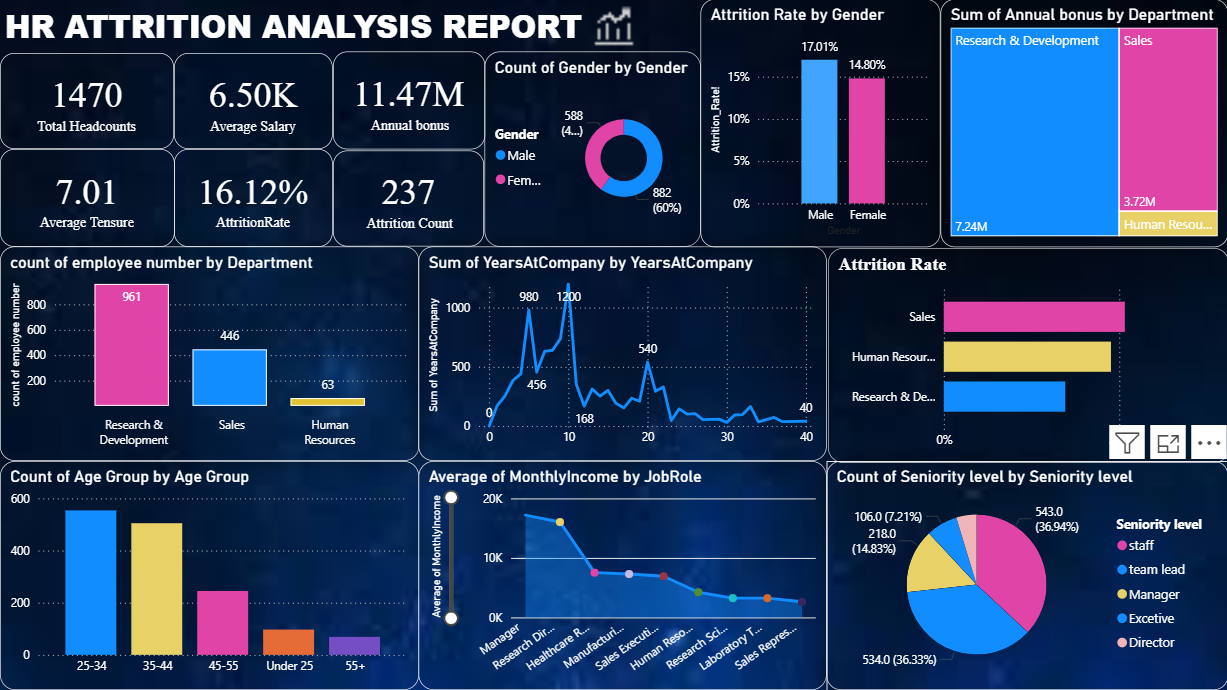 HR ATTRITION ANALYSIS REPORT
1470
Total Headcounts
6.50K
Average Salary
11.47M
Annual bonus
7.01
Average Tensure
16.12%
AttritionRate
237
Attrition Count
Count of Gender by Gender
Gender
Male
Fem...
588
(4...)
882
(60%)
Attrition Rate by Gender
Attrition_Rate!
15%
10%
5%
0%
17.01%
14.80%
Male
Female
Gender
Sum of Annual bonus by Department
Research & Development
7.24M
Sales
3.72M
Human Resou...
count of employee number by Department
count of employee number
800
600
400
200
961
446
63
Research &
Development
Sales
Human
Resources
Sum of YearsAtCompany by YearsAtCompany
Sum of YearsAtCompany
1000
500
0
0
980
456
1200
168
540
40
0
10
20
30
40
Attrition Rate
Sales
Human Resour...
Research & De...
0%
Count of Age Group by Age Group
600
400
200
0
25-34
35-44
45-55
Under 25
55+
Average of MonthlyIncome by JobRole
Average of MonthlyIncome
20K
10K
0K
Manager
Research Dir...
Healthcare R...
Manufacturi...
Sales Executi...
Human Reso...
Research Sci...
Laboratory T...
Sales Repres...
Count of Seniority level by Seniority level
106.0 (7.21%)
218.0
(14.83%)
543.0
(36.94%)
534.0 (36.33%)
Seniority level
staff
team lead
Manager
Excetive
Director